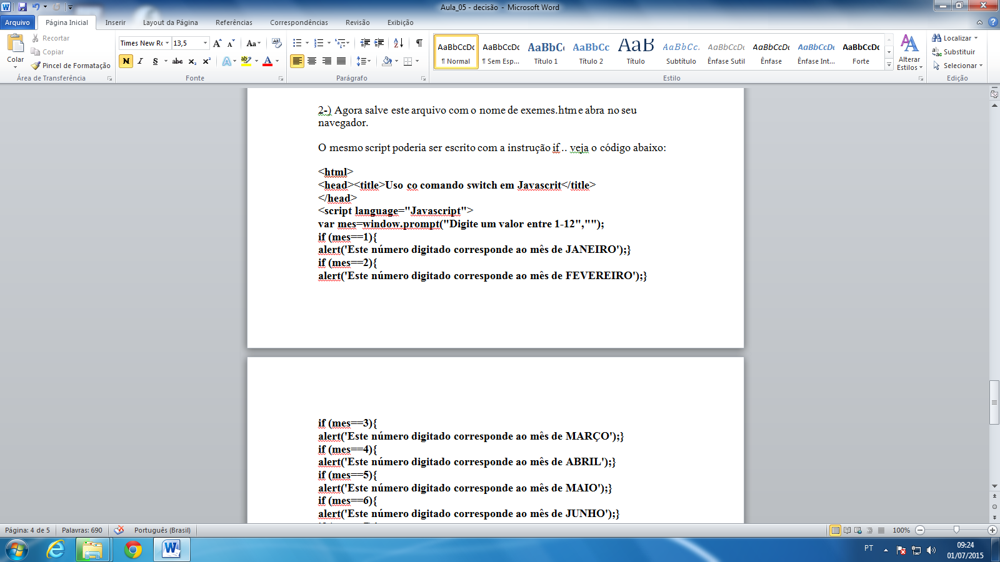 Aula_05 - decisão - Microsoft Word
Arquivo Página Inicial Inserir Layout da Página Referências Correspondências Revisão Exibição
Colar
Recortar
Copiar
Pincel de Formatação
Área de Transferência
Times New Ro 13,5
N I S abc x₂ x²
Fonte
Parágrafo
AaBbCcDc AaBbCcDc AaBbC AaBbCc AaB AaBbCc. AaBbCcDc AaBbCcDc AaBbCcDc AaBbCcDc
¶ Normal ¶ Sem Esp... Título 1 Título 2 Título Subtítulo Ênfase Sutil Ênfase Ênfase Int... Forte
Alterar Estilos
Estilo
Localizar
Substituir
Selecionar
Edição
2-) Agora salve este arquivo com o nome de exemes.htm e abra no seu
navegador.
O mesmo script poderia ser escrito com a instrução if .. veja o código abaixo:
<html>
<head><title>Uso co comando switch em Javascrit</title>
</head>
<script language="Javascript">
var mes=window.prompt("Digite um valor entre 1-12","");
if (mes==1){
alert('Este número digitado corresponde ao mês de JANEIRO');}
if (mes==2){
alert('Este número digitado corresponde ao mês de FEVEREIRO');}
if (mes==3){
alert('Este número digitado corresponde ao mês de MARÇO');}
if (mes==4){
alert('Este número digitado corresponde ao mês de ABRIL');}
if (mes==5){
alert('Este número digitado corresponde ao mês de MAIO');}
if (mes==6){
alert('Este número digitado corresponde ao mês de JUNHO');}
Página: 4 de 5 Palavras: 690 Português (Brasil) 100%
PT 09:24
01/07/2015